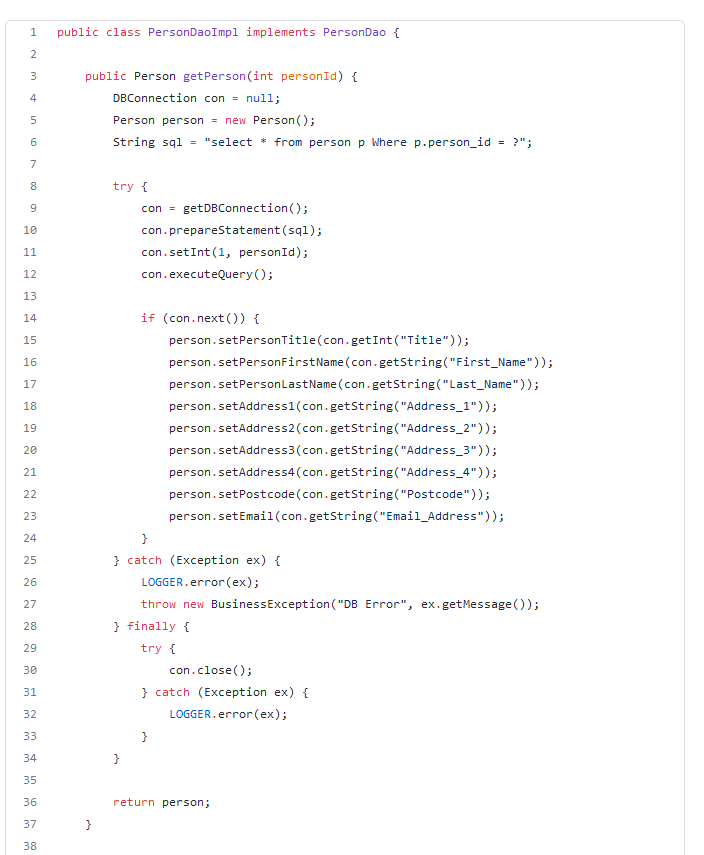 1 public class PersonDaoImpl implements PersonDao {
2
3     public Person getPerson(int personId) {
4         DBConnection con = null;
5         Person person = new Person();
6         String sql = "select * from person p Where p.person_id = ?";
7
8         try {
9             con = getDBConnection();
10             con.prepareStatement(sql);
11             con.setInt(1, personId);
12             con.executeQuery();
13
14             if (con.next()) {
15                 person.setPersonTitle(con.getInt("Title"));
16                 person.setPersonFirstName(con.getString("First_Name"));
17                 person.setPersonLastName(con.getString("Last_Name"));
18                 person.setAddress1(con.getString("Address_1"));
19                 person.setAddress2(con.getString("Address_2"));
20                 person.setAddress3(con.getString("Address_3"));
21                 person.setAddress4(con.getString("Address_4"));
22                 person.setPostcode(con.getString("Postcode"));
23                 person.setEmail(con.getString("Email_Address"));
24             }
25         } catch (Exception ex) {
26             LOGGER.error(ex);
27             throw new BusinessException("DB Error", ex.getMessage());
28         } finally {
29             try {
30                 con.close();
31             } catch (Exception ex) {
32                 LOGGER.error(ex);
33             }
34         }
35
36         return person;
37     }
38